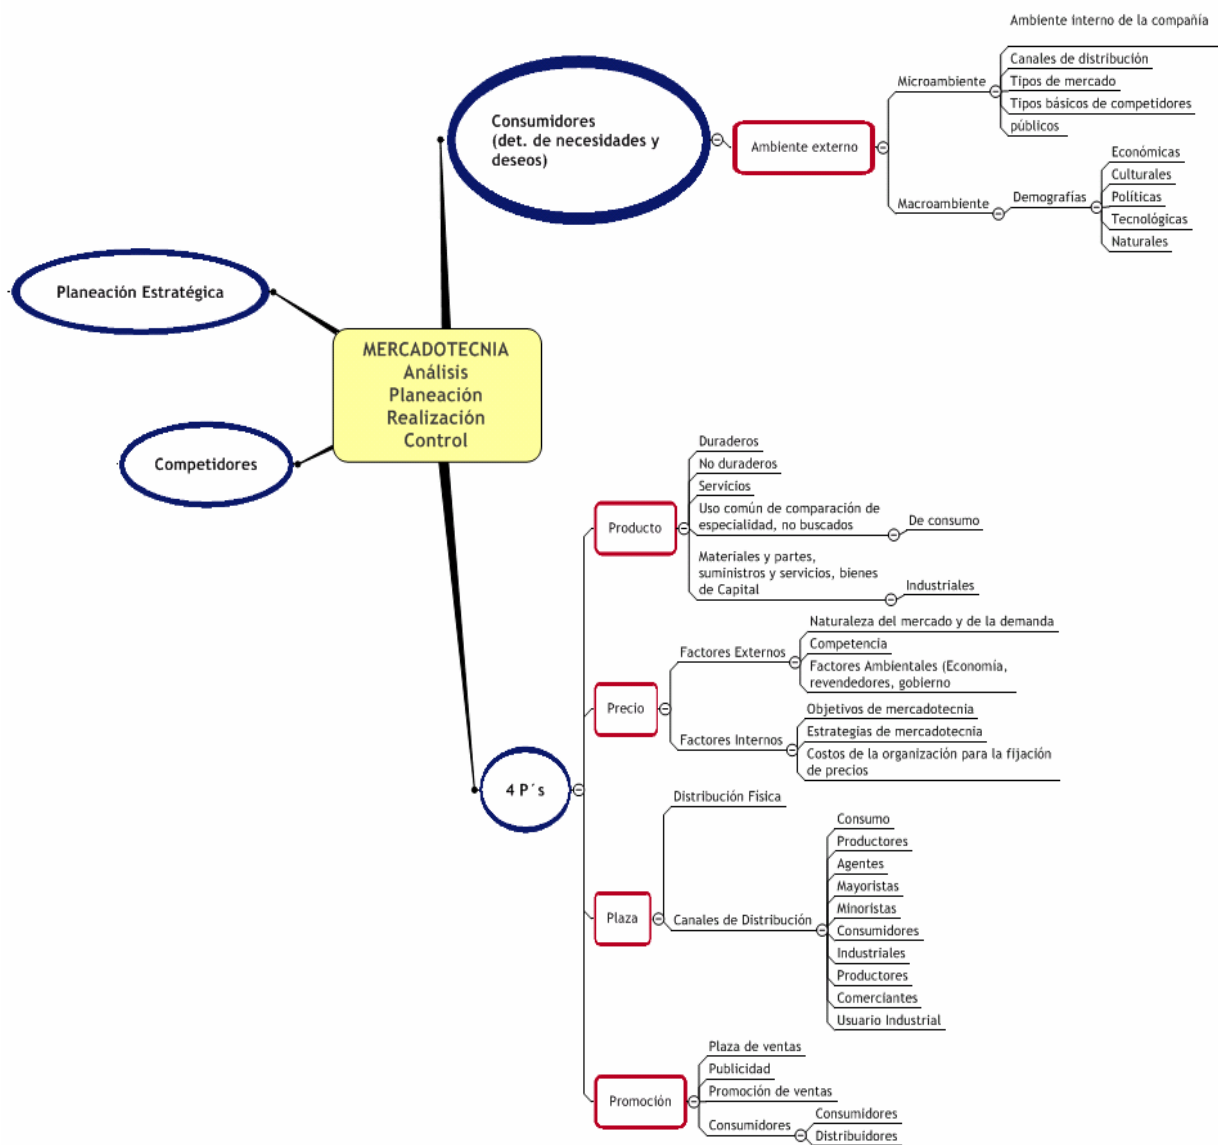 Ambiente interno de la compañía
Microambiente
Canales de distribución
Tipos de mercado
Tipos básicos de competidores
públicos
Consumidores
(det. de necesidades y
deseos)
Ambiente externo
Macroambiente
Demografías
Económicas
Culturales
Políticas
Tecnológicas
Naturales
Planeación Estratégica
MERCADOTECNIA
Análisis
Planeación
Realización
Control
Competidores
4 P´s
Producto
Duraderos
No duraderos
Servicios
Uso común de comparación de
especialidad, no buscados
De consumo
Materiales y partes,
suministros y servicios, bienes
de Capital
Industriales
Precio
Factores Externos
Naturaleza del mercado y de la demanda
Competencia
Factores Ambientales (Economía,
revendedores, gobierno
Factores Internos
Objetivos de mercadotecnia
Estrategias de mercadotecnia
Costos de la organización para la fijación
de precios
Plaza
Distribución Física
Canales de Distribución
Consumo
Productores
Agentes
Mayoristas
Minoristas
Consumidores
Industriales
Productores
Comerciantes
Usuario Industrial
Promoción
Plaza de ventas
Publicidad
Promoción de ventas
Consumidores
Consumidores
Distribuidores